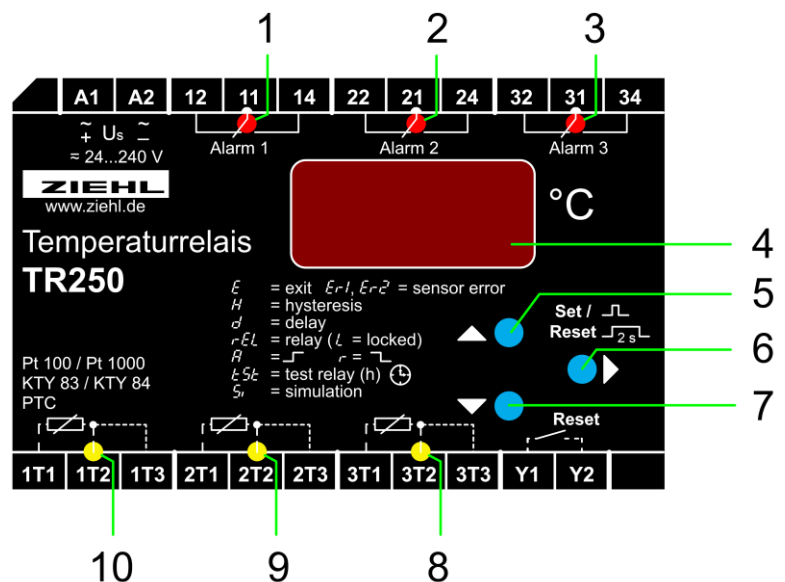 1 2 3
A1 A2 12 11 14 22 21 24 32 31 34
~ ~
+ Us −
Alarm 1 Alarm 2 Alarm 3
≈ 24...240 V
ZIEHL
www.ziehl.de
°C
4
Temperaturrelais
TR250
E = exit Er1, Er2 = sensor error
H = hysteresis
d = delay
rEL = relay (L = locked)
A = r =
tSt = test relay (h)
Si = simulation
5
Set /
Reset 2 s
6
7
Pt 100 / Pt 1000
KTY 83 / KTY 84
PTC
Reset
1T1 1T2 1T3 2T1 2T2 2T3 3T1 3T2 3T3 Y1 Y2
10 9 8